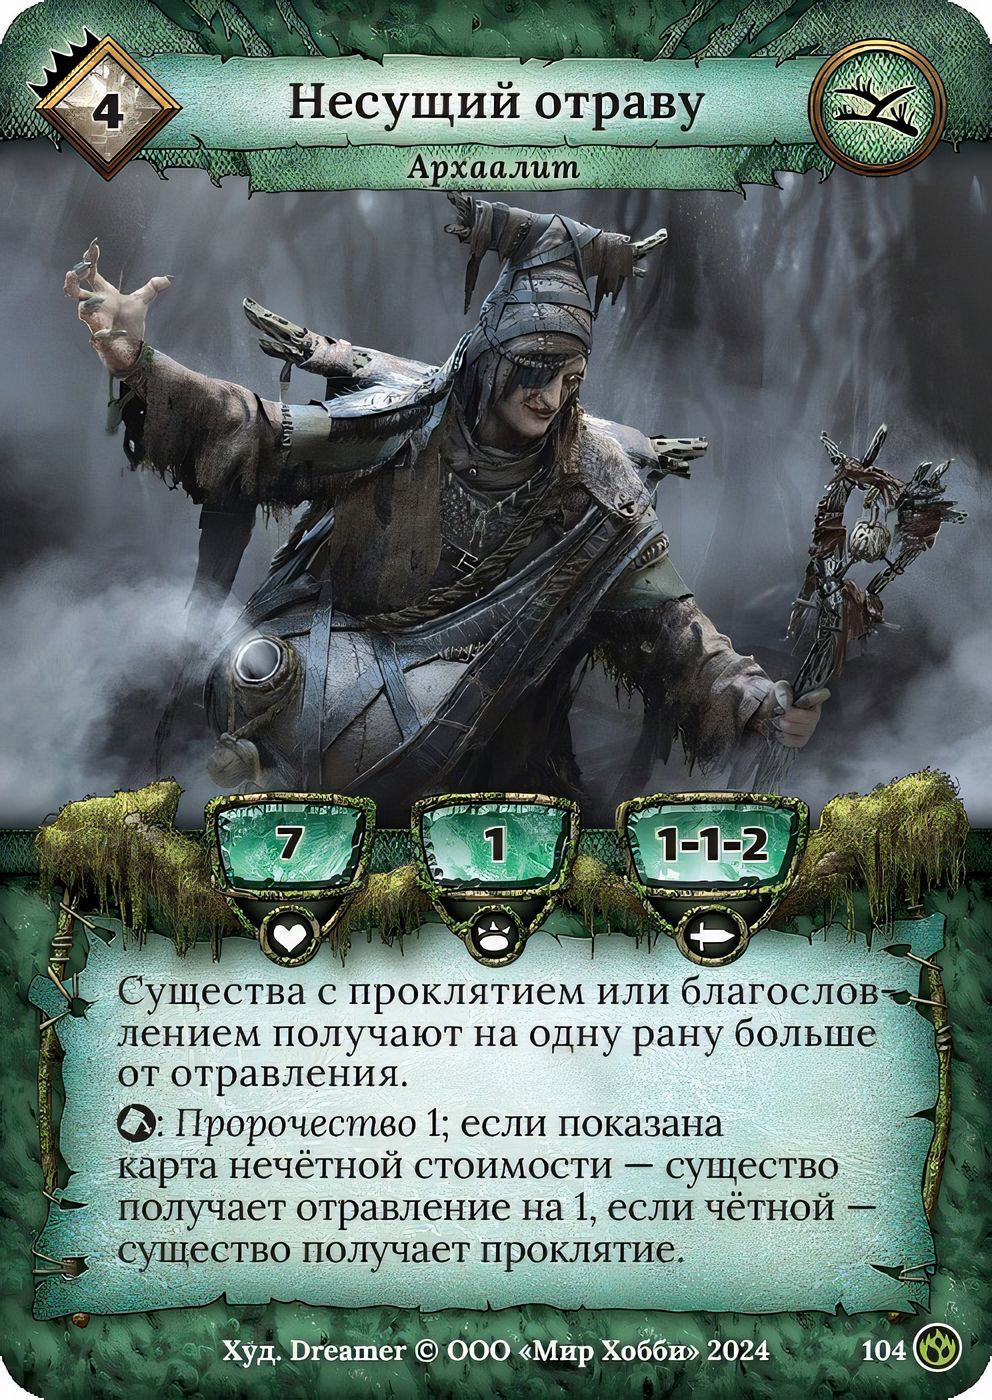 4
Несущий отраву
Архаалит
7
1
1-1-2
Существа с проклятием или благослов-
лением получают на одну рану больше
от отравления.
: Пророчество 1; если показана
карта нечётной стоимости — существо
получает отравление на 1, если чётной —
существо получает проклятие.
Худ. Dreamer © ООО «Мир Хобби» 2024
104